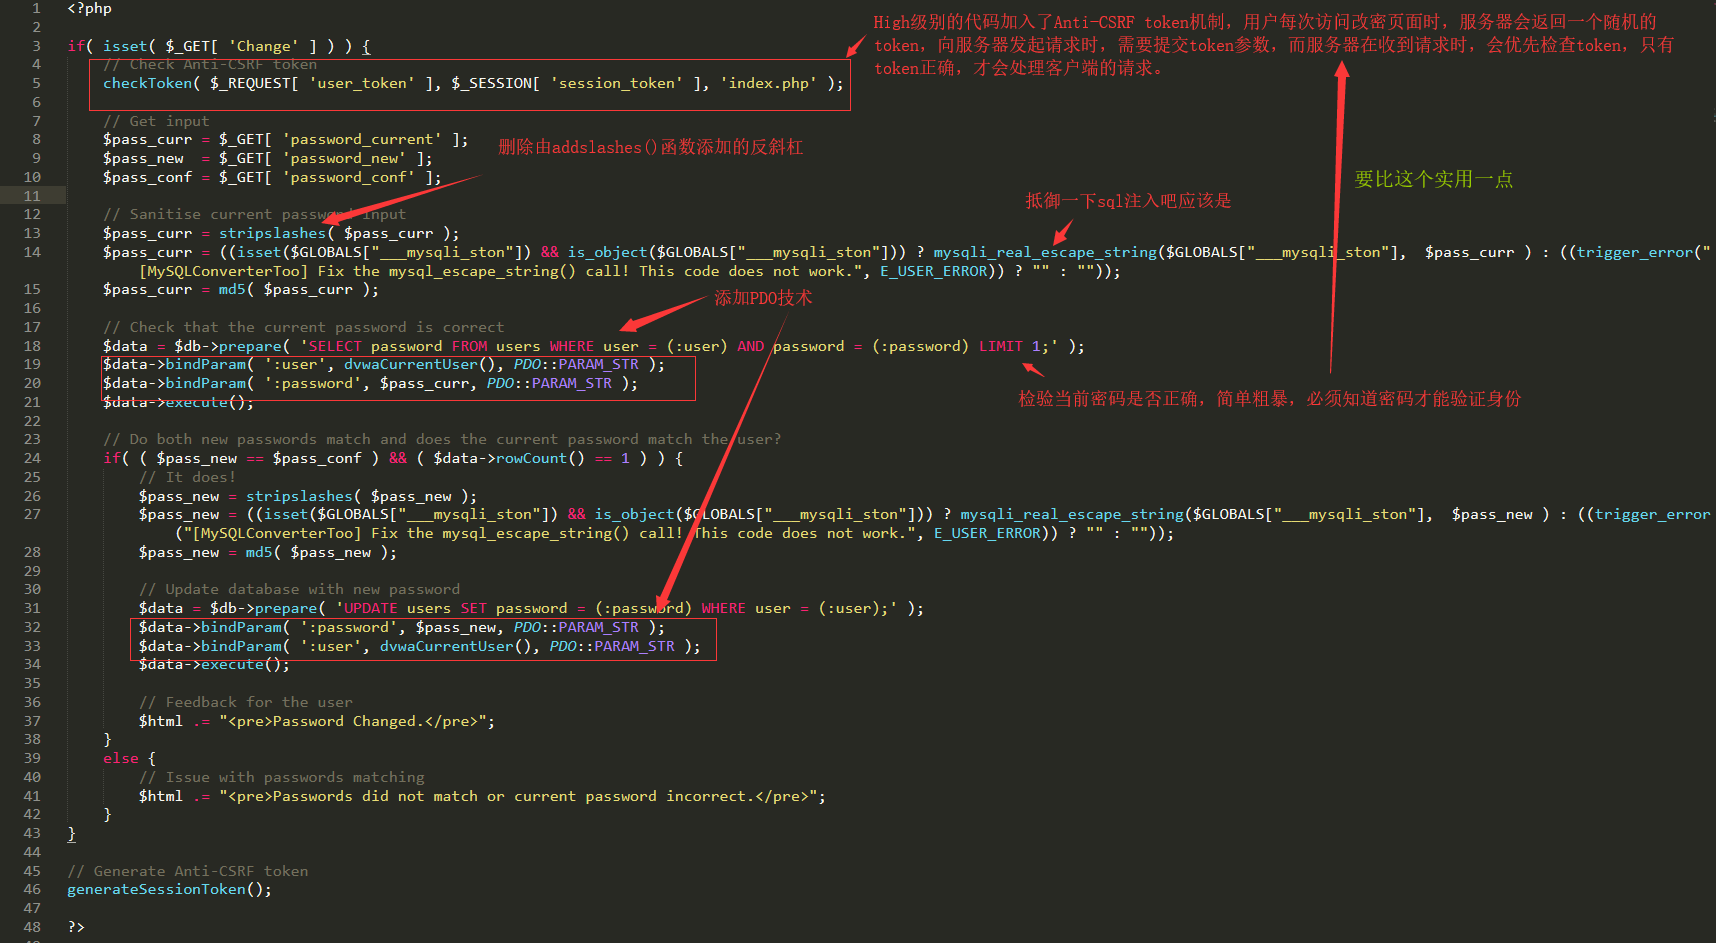 1 <?php
2
3 if( isset( $_GET[ 'Change' ] ) ) {
4 // Check Anti-CSRF token
5 checkToken( $_REQUEST[ 'user_token' ], $_SESSION[ 'session_token' ], 'index.php' );
6
7 // Get input
8 $pass_curr = $_GET[ 'password_current' ];
9 $pass_new = $_GET[ 'password_new' ];
10 $pass_conf = $_GET[ 'password_conf' ];
11
12 // Sanitise current password input
13 $pass_curr = stripslashes( $pass_curr );
14 $pass_curr = ((isset($GLOBALS["___mysqli_ston"]) && is_object($GLOBALS["___mysqli_ston"])) ? mysqli_real_escape_string($GLOBALS["___mysqli_ston"], $pass_curr ) : ((trigger_error("
[MySQLConverterToo] Fix the mysql_escape_string() call! This code does not work.", E_USER_ERROR)) ? "" : ""));
15 $pass_curr = md5( $pass_curr );
16
17 // Check that the current password is correct
18 $data = $db->prepare( 'SELECT password FROM users WHERE user = (:user) AND password = (:password) LIMIT 1;' );
19 $data->bindParam( ':user', dvwaCurrentUser(), PDO::PARAM_STR );
20 $data->bindParam( ':password', $pass_curr, PDO::PARAM_STR );
21 $data->execute();
22
23 // Do both new passwords match and does the current password match the user?
24 if( ( $pass_new == $pass_conf ) && ( $data->rowCount() == 1 ) ) {
25 // It does!
26 $pass_new = stripslashes( $pass_new );
27 $pass_new = ((isset($GLOBALS["___mysqli_ston"]) && is_object($GLOBALS["___mysqli_ston"])) ? mysqli_real_escape_string($GLOBALS["___mysqli_ston"], $pass_new ) : ((trigger_error
("[MySQLConverterToo] Fix the mysql_escape_string() call! This code does not work.", E_USER_ERROR)) ? "" : ""));
28 $pass_new = md5( $pass_new );
29
30 // Update database with new password
31 $data = $db->prepare( 'UPDATE users SET password = (:password) WHERE user = (:user);' );
32 $data->bindParam( ':password', $pass_new, PDO::PARAM_STR );
33 $data->bindParam( ':user', dvwaCurrentUser(), PDO::PARAM_STR );
34 $data->execute();
35
36 // Feedback for the user
37 $html .= "<pre>Password Changed.</pre>";
38 }
39 else {
40 // Issue with passwords matching
41 $html .= "<pre>Passwords did not match or current password incorrect.</pre>";
42 }
43 }
44
45 // Generate Anti-CSRF token
46 generateSessionToken();
47
48 ?>
High级别的代码加入了Anti-CSRF token机制，用户每次访问改密页面时，服务器会返回一个随机的
token，向服务器发起请求时，需要提交token参数，而服务器在收到请求时，会优先检查token，只有
token正确，才会处理客户端的请求。
删除由addslashes()函数添加的反斜杠
要比这个实用一点
抵御一下sql注入吧应该是
添加PDO技术
检验当前密码是否正确，简单粗暴，必须知道密码才能验证身份